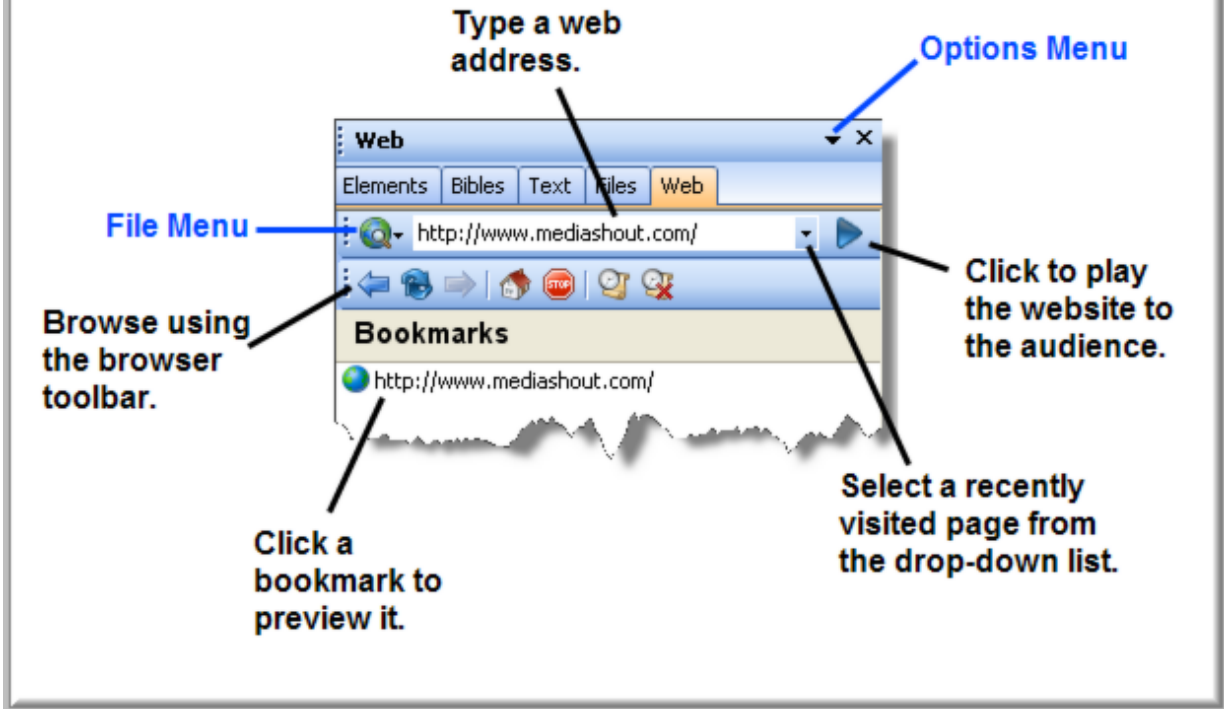 Type a web
address.
Options Menu
Web
Elements Bibles Text Files Web
File Menu
http://www.mediashout.com/
Click to play
the website to
the audience.
STOP
Browse using
the browser
toolbar.
Bookmarks
http://www.mediashout.com/
Select a recently
visited page from
the drop-down list.
Click a
bookmark to
preview it.